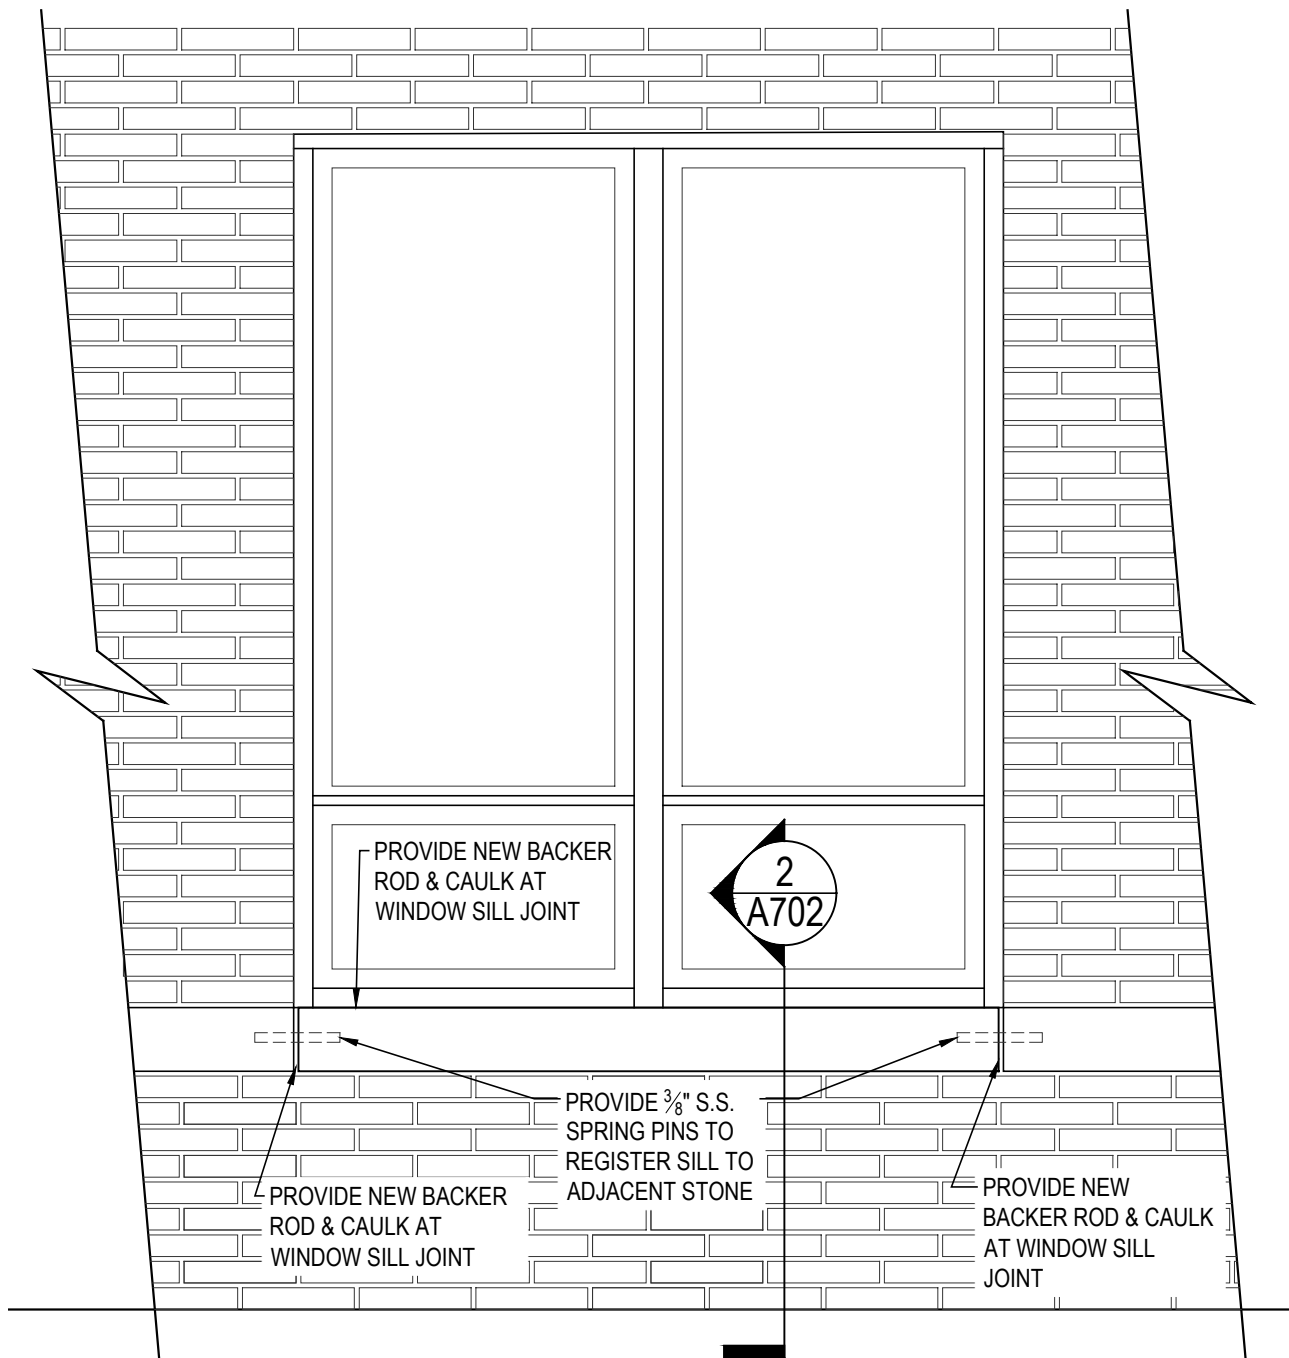 PROVIDE NEW BACKER
ROD & CAULK AT
WINDOW SILL JOINT
2
A702
PROVIDE ⅜" S.S.
SPRING PINS TO
REGISTER SILL TO
ADJACENT STONE
PROVIDE NEW BACKER
ROD & CAULK AT
WINDOW SILL JOINT
PROVIDE NEW
BACKER ROD & CAULK
AT WINDOW SILL
JOINT